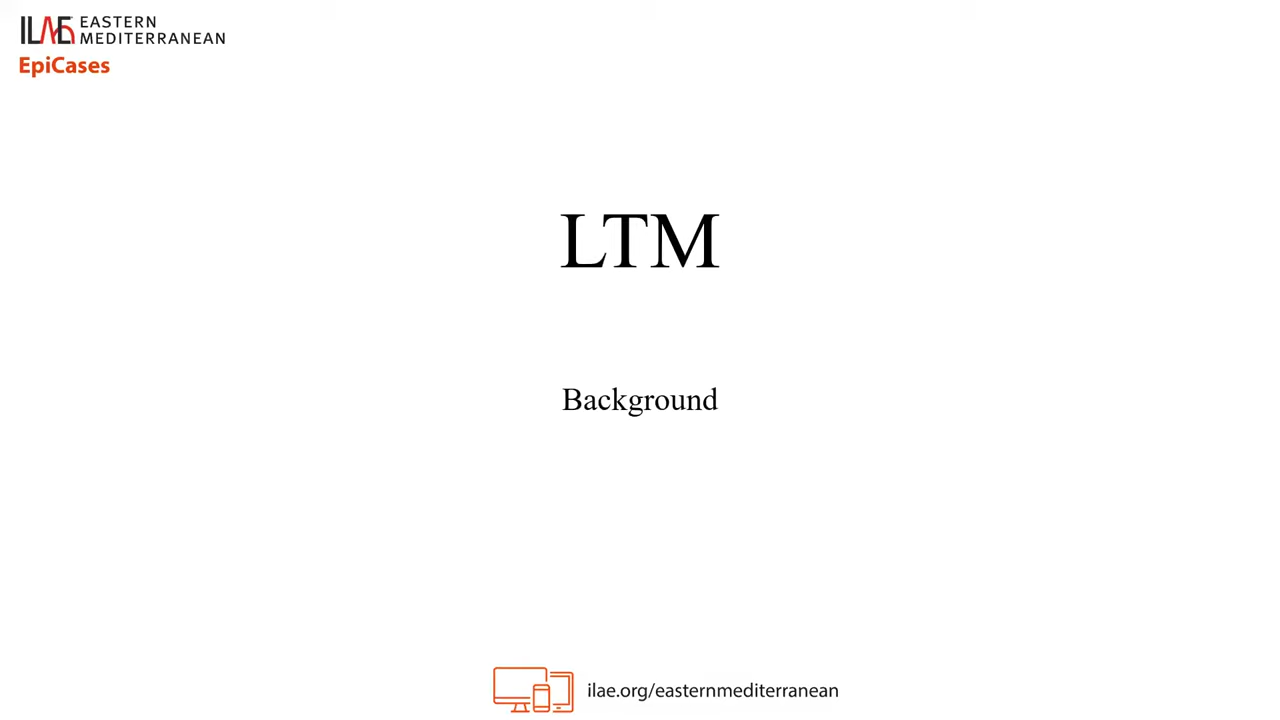 ILAE EASTERN
MEDITERRANEAN
EpiCases
LTM
Background
ilae.org/easternmediterranean